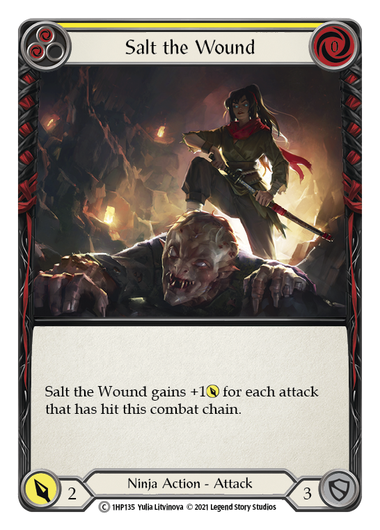 Salt the Wound
0
Salt the Wound gains +1 for each attack
that has hit this combat chain.
2
Ninja Action - Attack
3
C 1HP135 Yulia Litvinova © 2021 Legend Story Studios